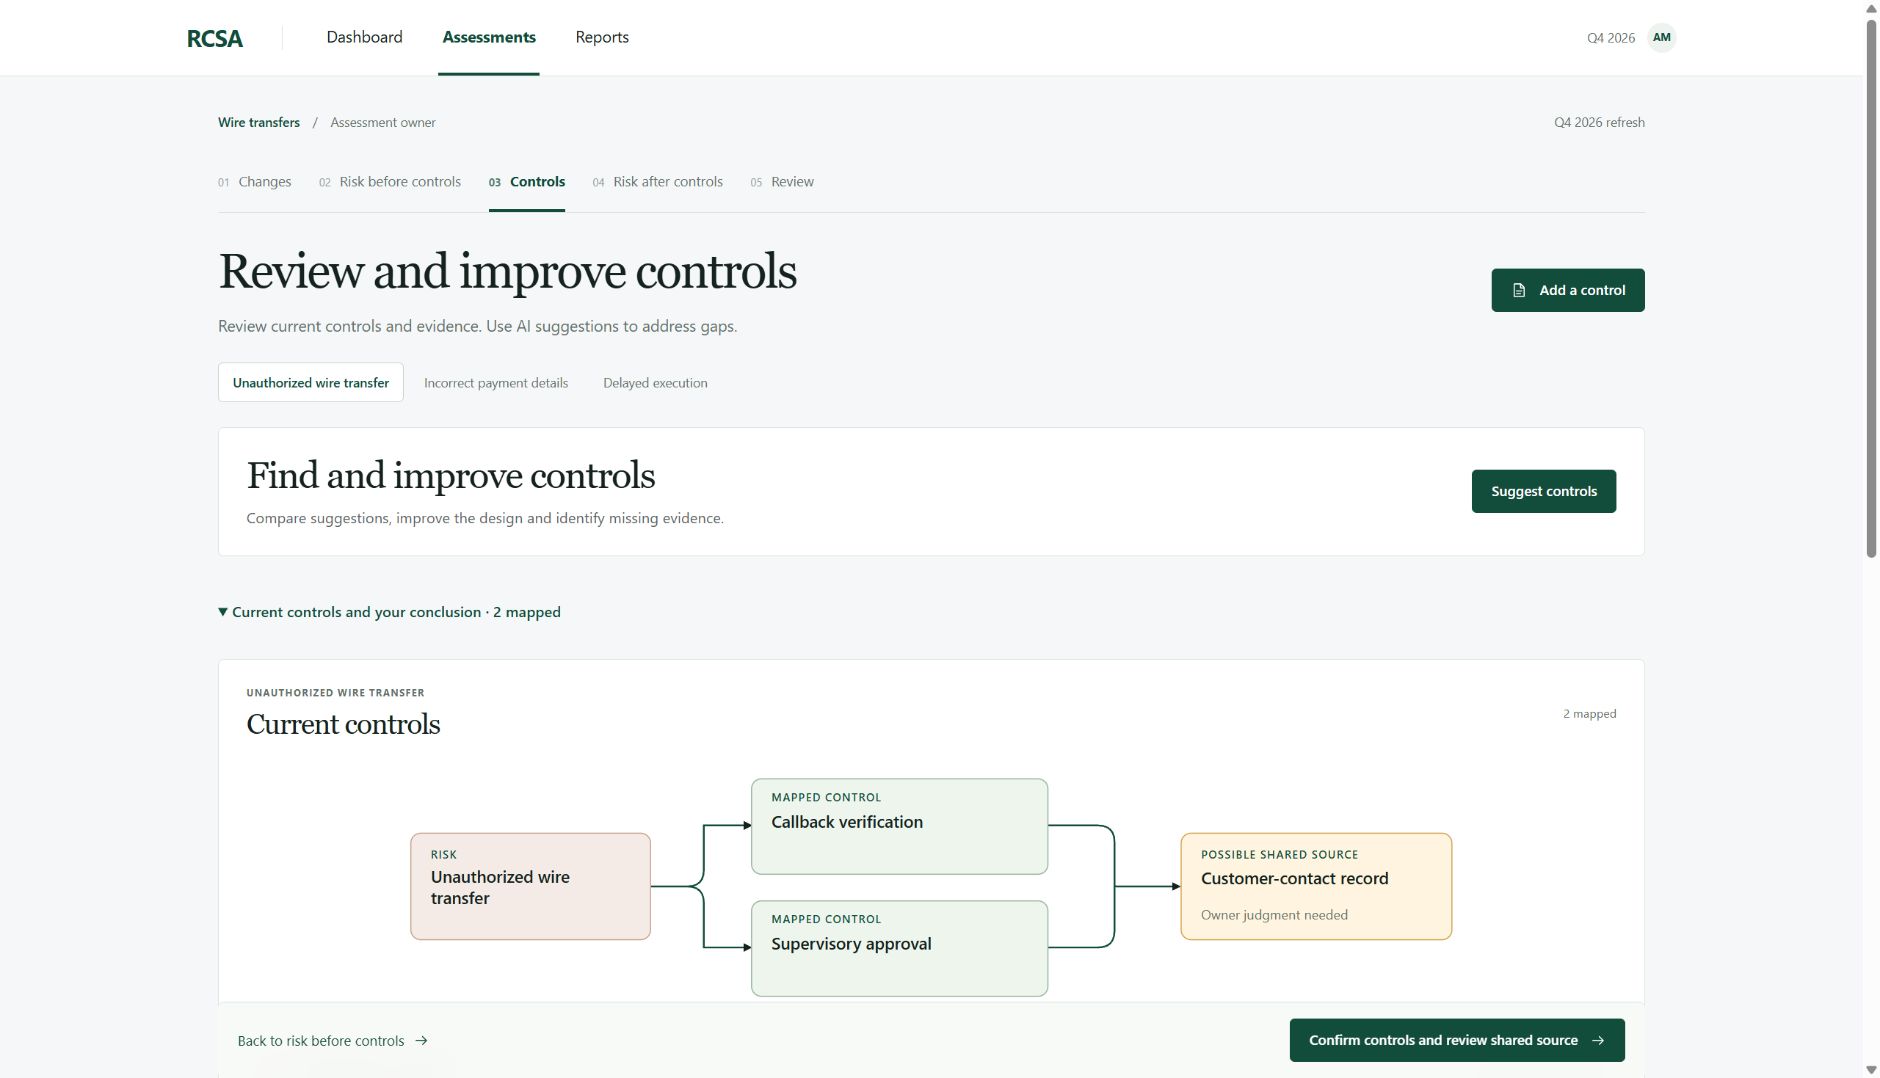 RCSA
Dashboard
Assessments
Reports
Q4 2026
AM
Wire transfers / Assessment owner
Q4 2026 refresh
01 Changes
02 Risk before controls
03 Controls
04 Risk after controls
05 Review
Review and improve controls
Review current controls and evidence. Use AI suggestions to address gaps.
Add a control
Unauthorized wire transfer
Incorrect payment details
Delayed execution
Find and improve controls
Compare suggestions, improve the design and identify missing evidence.
Suggest controls
▼ Current controls and your conclusion · 2 mapped
UNAUTHORIZED WIRE TRANSFER
Current controls
2 mapped
RISK
Unauthorized wire
transfer
MAPPED CONTROL
Callback verification
MAPPED CONTROL
Supervisory approval
POSSIBLE SHARED SOURCE
Customer-contact record
Owner judgment needed
Back to risk before controls →
Confirm controls and review shared source →